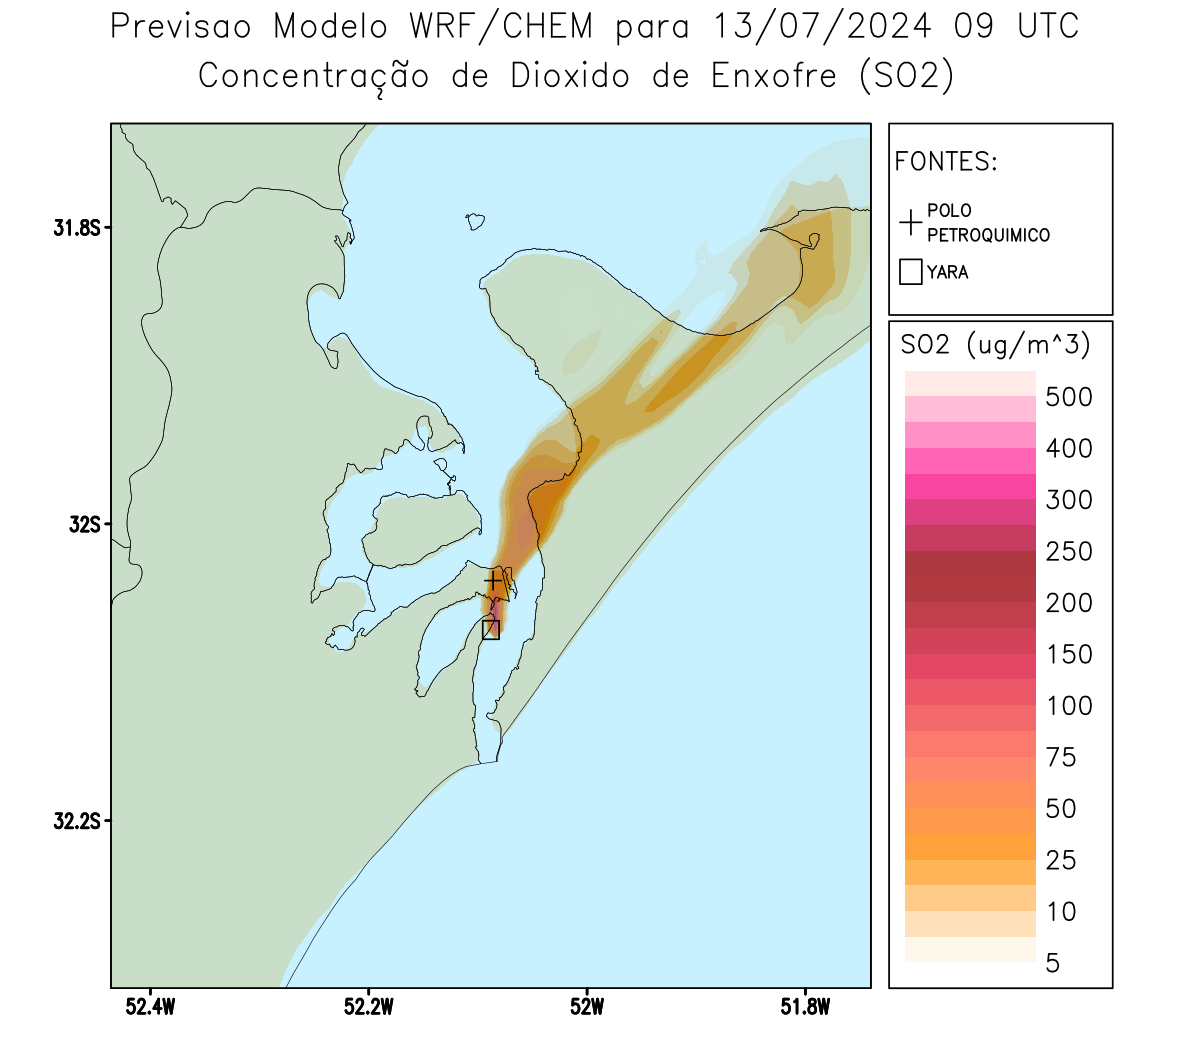 Previsao Modelo WRF/CHEM para 13/07/2024 09 UTC
Concentração de Dioxido de Enxofre (SO2)
FONTES:
POLO
PETROQUIMICO
YARA
SO2 (ug/m^3)
500
400
300
250
200
150
100
75
50
25
10
5
31.8S
32S
32.2S
52.4W
52.2W
52W
51.8W